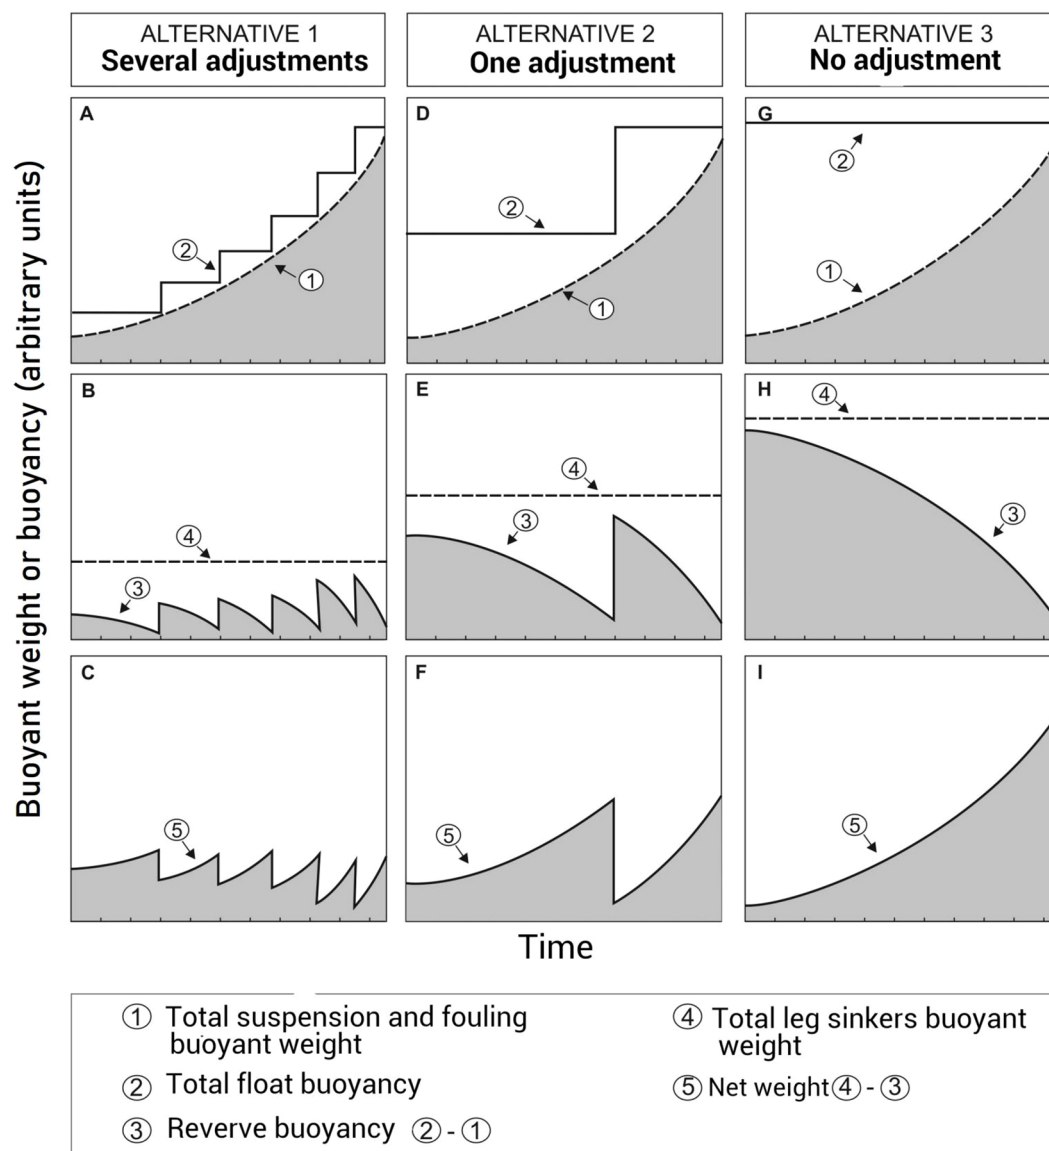 ALTERNATIVE 1
Several adjustments
ALTERNATIVE 2
One adjustment
ALTERNATIVE 3
No adjustment
Buoyant weight or buoyancy (arbitrary units)
A
2
1
D
2
1
G
2
1
B
4
3
E
4
3
H
4
3
C
5
F
5
I
5
Time
① Total suspension and fouling
buoyant weight
② Total float buoyancy
③ Reverve buoyancy ② - ①
④ Total leg sinkers buoyant
weight
⑤ Net weight ④ - ③